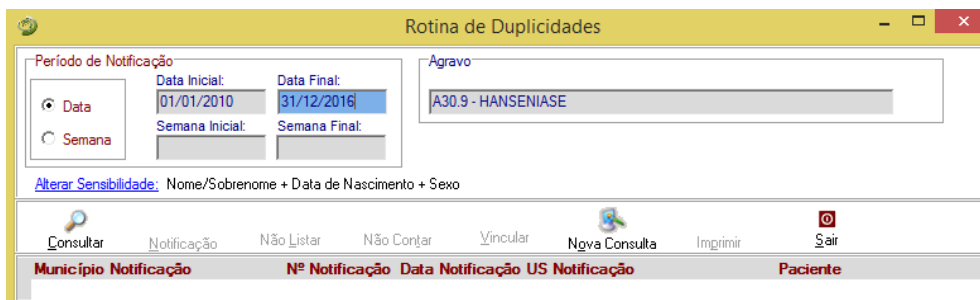 Rotina de Duplicidades
Período de Notificação
Data Inicial: Data Final:
Data 01/01/2010 31/12/2016
Semana Inicial: Semana Final:
Semana
Agravo
A30.9 - HANSENIASE
Alterar Sensibilidade: Nome/Sobrenome + Data de Nascimento + Sexo
Consultar Notificação Não Listar Não Contar Vincular Nova Consulta Imprimir Sair
Município Notificação Nº Notificação Data Notificação US Notificação Paciente